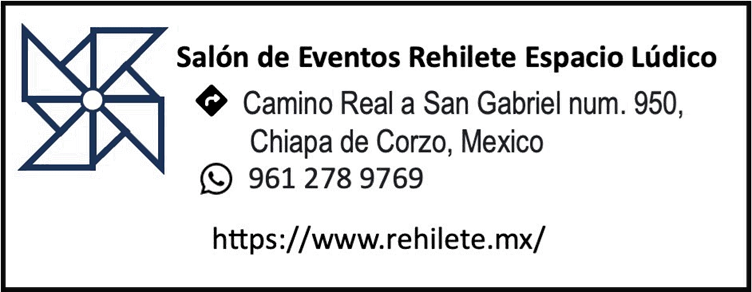 Salón de Eventos Rehilete Espacio Lúdico
Camino Real a San Gabriel num. 950,
Chiapa de Corzo, Mexico
961 278 9769
https://www.rehilete.mx/